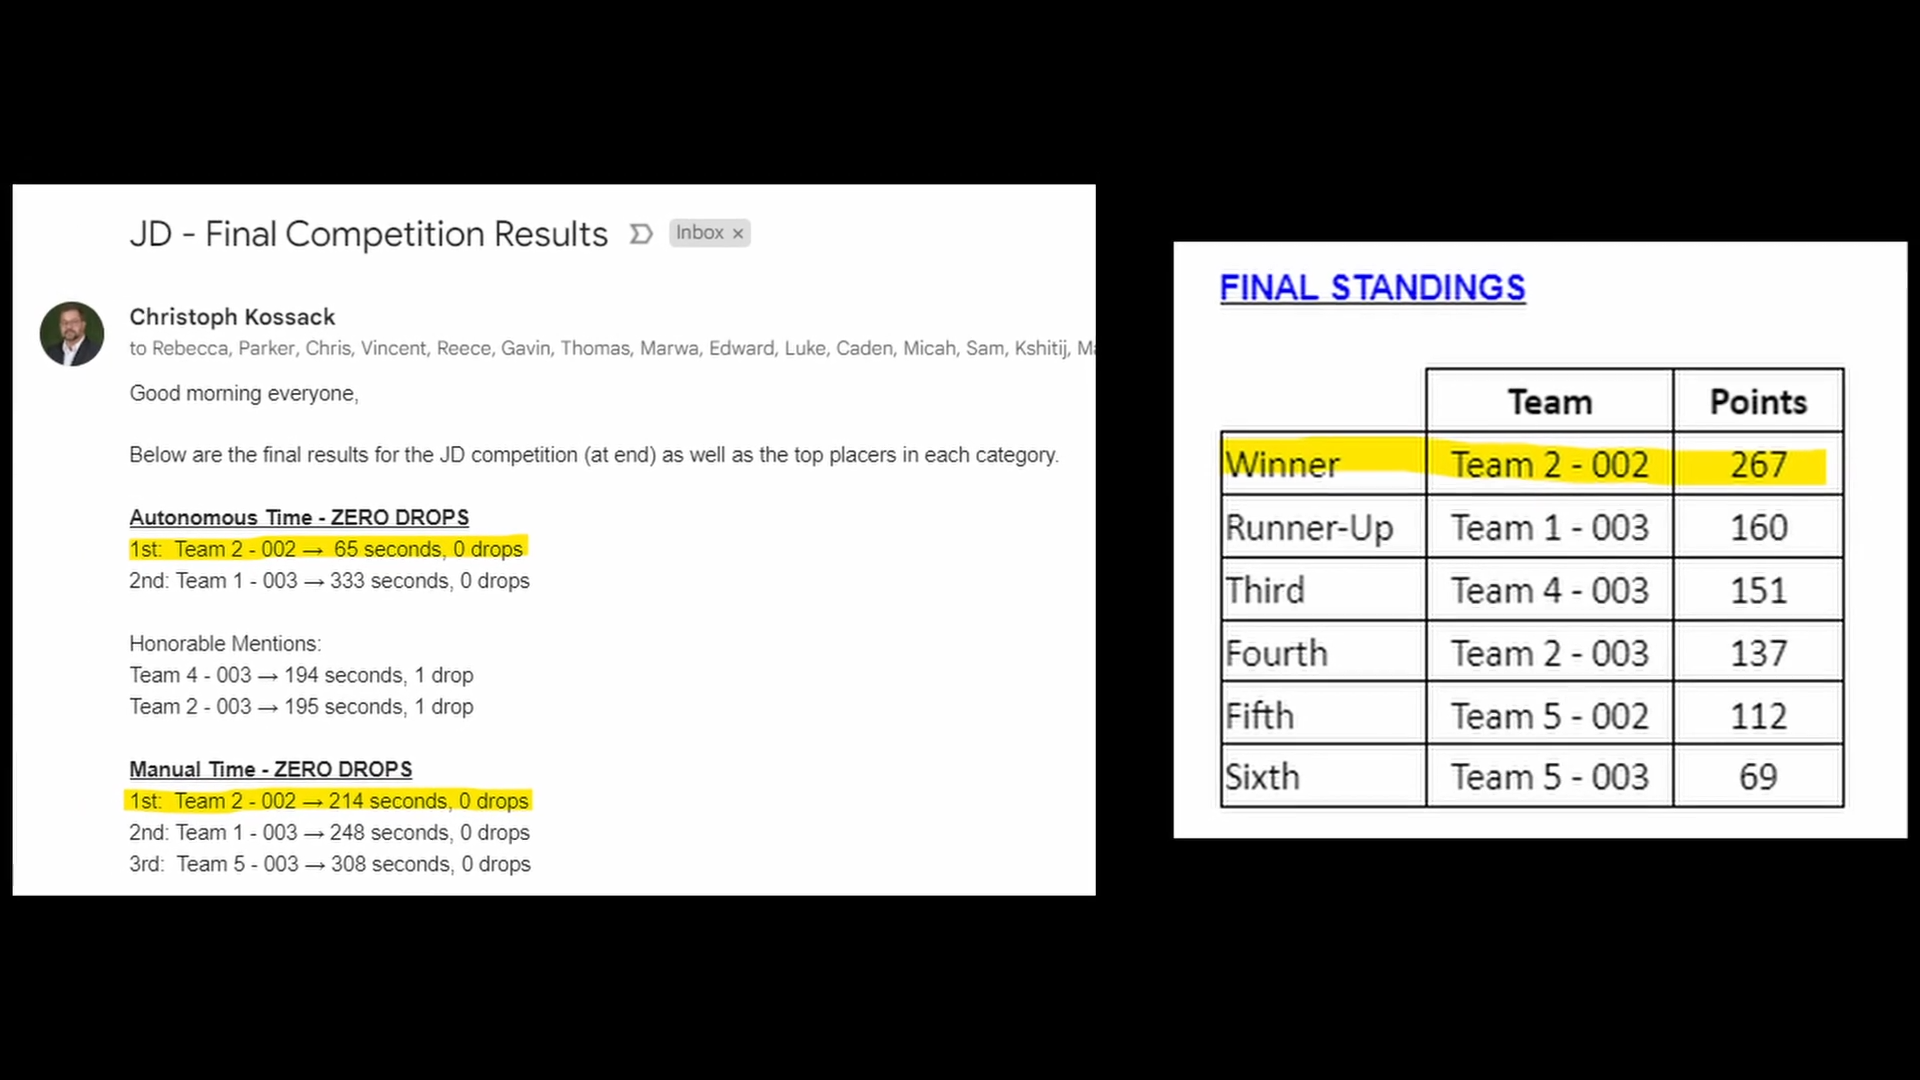 JD - Final Competition Results Inbox ×
Christoph Kossack
to Rebecca, Parker, Chris, Vincent, Reece, Gavin, Thomas, Marwa, Edward, Luke, Caden, Micah, Sam, Kshitij,
Good morning everyone,
Below are the final results for the JD competition (at end) as well as the top placers in each category.
Autonomous Time - ZERO DROPS
1st: Team 2 - 002 → 65 seconds, 0 drops
2nd: Team 1 - 003 → 333 seconds, 0 drops
Honorable Mentions:
Team 4 - 003 → 194 seconds, 1 drop
Team 2 - 003 → 195 seconds, 1 drop
Manual Time - ZERO DROPS
1st: Team 2 - 002 → 214 seconds, 0 drops
2nd: Team 1 - 003 → 248 seconds, 0 drops
3rd: Team 5 - 003 → 308 seconds, 0 drops
FINAL STANDINGS
Team Points
Winner Team 2 - 002 267
Runner-Up Team 1 - 003 160
Third Team 4 - 003 151
Fourth Team 2 - 003 137
Fifth Team 5 - 002 112
Sixth Team 5 - 003 69